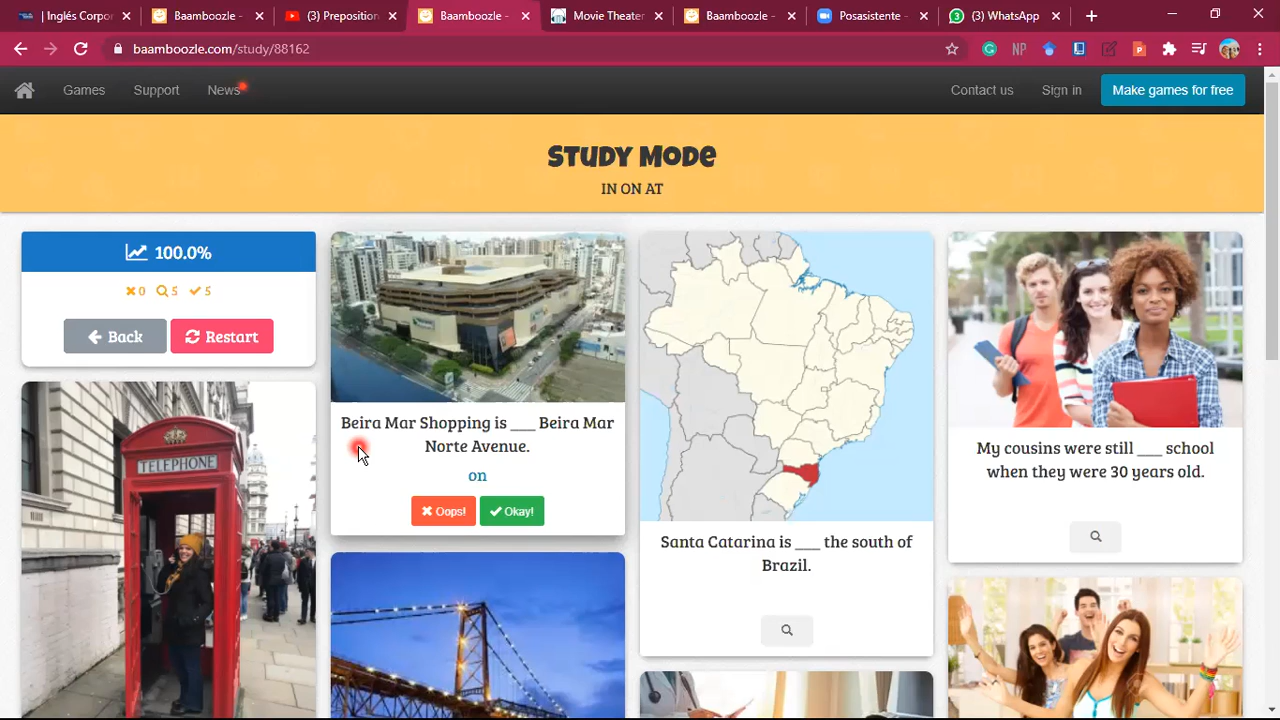 | Inglés Corpor
Baamboozle -
(3) Preposition
Baamboozle -
Movie Theater
Baamboozle -
Posasistente -
(3) WhatsApp
baamboozle.com/study/88162
NP
Games
Support
News
Contact us
Sign in
Make games for free
STUDY MODE
IN ON AT
100.0%
0 5 5
Back
Restart
TELEPHONE
Beira Mar Shopping is ___ Beira Mar
Norte Avenue.
on
Oops!
Okay!
Santa Catarina is ___ the south of
Brazil.
My cousins were still ___ school
when they were 30 years old.